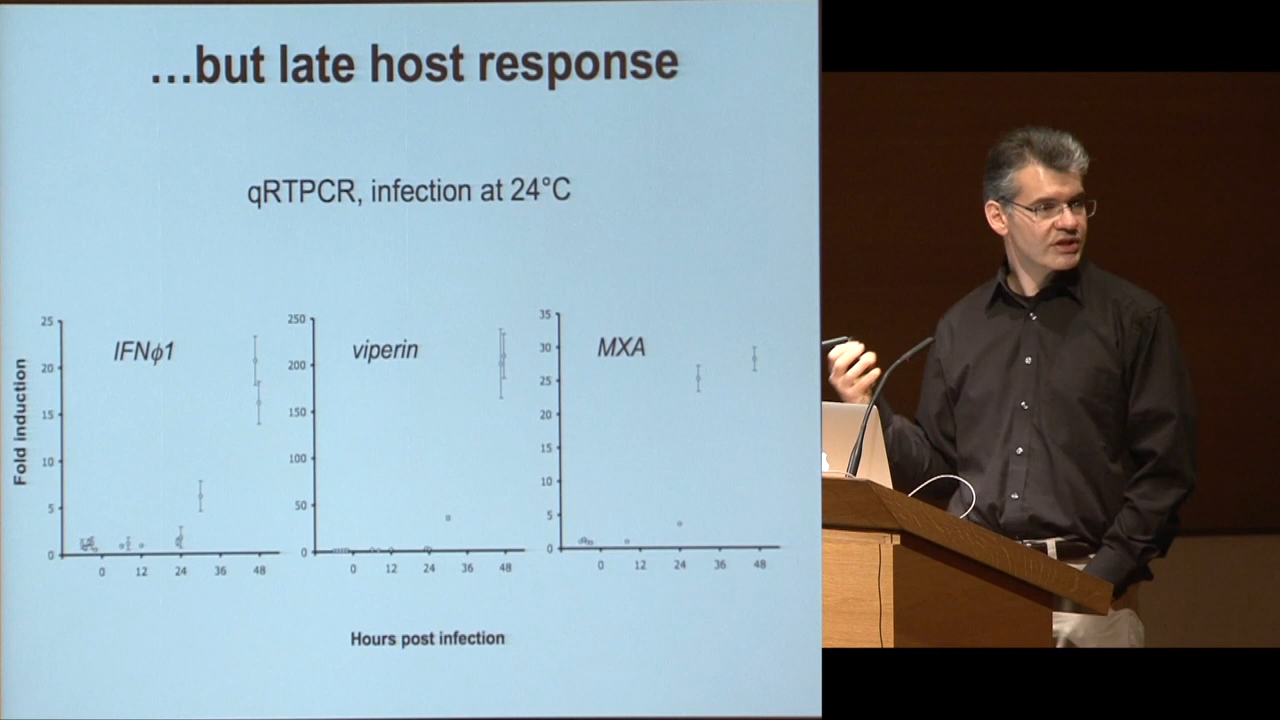 ...but late host response
qRTPCR, infection at 24°C
Fold induction
25
20
15
10
5
0
IFNϕ1
0 12 24 36 48
250
200
150
100
50
0
viperin
0 12 24 36 48
35
30
25
20
15
10
5
0
MXA
0 12 24 36 48
Hours post infection